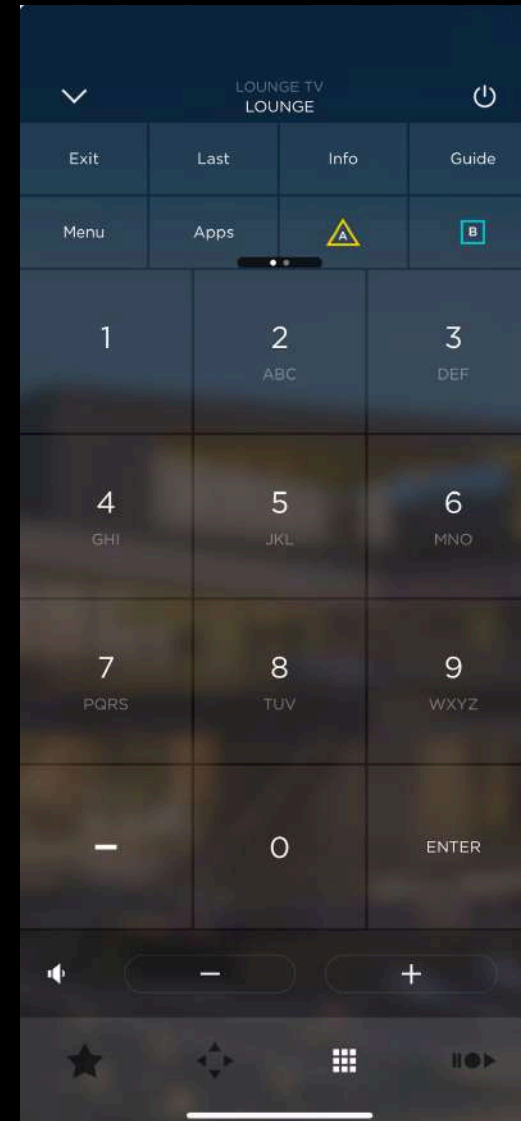 LOUNGE TV
LOUNGE
Exit Last Info Guide
Menu Apps A B
1 2 3
ABC DEF
4 5 6
GHI JKL MNO
7 8 9
PQRS TUV WXYZ
– 0 ENTER
− +